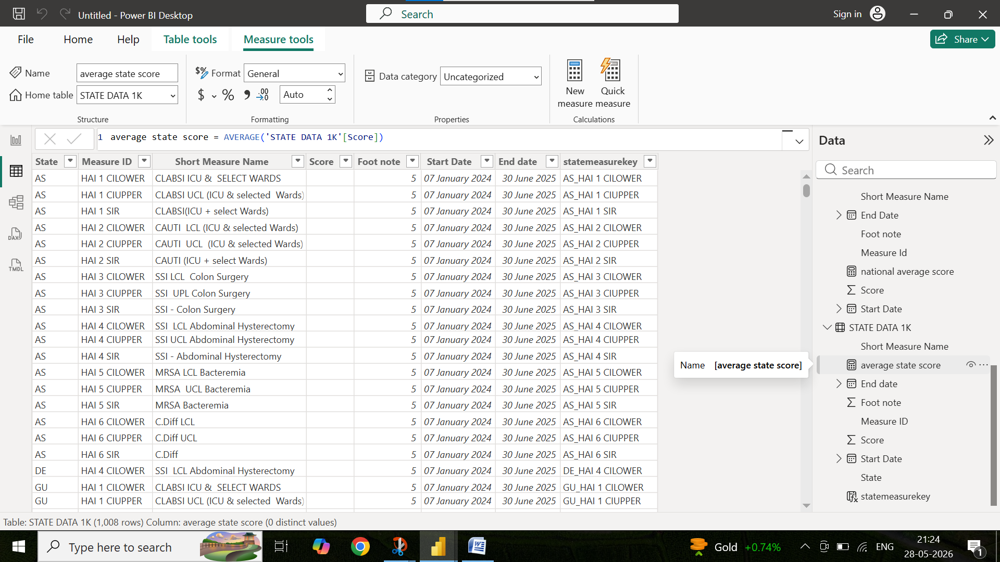 Untitled - Power BI Desktop
Search
Sign in
File
Home
Help
Table tools
Measure tools
Share
Name
average state score
Home table
STATE DATA 1K
Structure
$% Format
General
$ % 9 .00
Auto
Formatting
Data category
Uncategorized
Properties
New measure
Quick measure
Calculations
1 average state score = AVERAGE('STATE DATA 1K'[Score])
State Measure ID Short Measure Name Score Foot note Start Date End date statemeasurekey
AS HAI 1 CILOWER CLABSI ICU &  SELECT WARDS 5 07 January 2024 30 June 2025 AS_HAI 1 CILOWER
AS HAI 1 CIUPPER CLABSI UCL (ICU & selected  Wards) 5 07 January 2024 30 June 2025 AS_HAI 1 CIUPPER
AS HAI 1 SIR CLABSI(ICU + select Wards) 5 07 January 2024 30 June 2025 AS_HAI 1 SIR
AS HAI 2 CILOWER CAUTI  LCL (ICU & selected Wards) 5 07 January 2024 30 June 2025 AS_HAI 2 CILOWER
AS HAI 2 CIUPPER CAUTI  UCL  (ICU & selected Wards) 5 07 January 2024 30 June 2025 AS_HAI 2 CIUPPER
AS HAI 2 SIR CAUTI (ICU + select Wards) 5 07 January 2024 30 June 2025 AS_HAI 2 SIR
AS HAI 3 CILOWER SSI LCL  Colon Surgery 5 07 January 2024 30 June 2025 AS_HAI 3 CILOWER
AS HAI 3 CIUPPER SSI  UPL Colon Surgery 5 07 January 2024 30 June 2025 AS_HAI 3 CIUPPER
AS HAI 3 SIR SSI - Colon Surgery 5 07 January 2024 30 June 2025 AS_HAI 3 SIR
AS HAI 4 CILOWER SSI  LCL Abdominal Hysterectomy 5 07 January 2024 30 June 2025 AS_HAI 4 CILOWER
AS HAI 4 CIUPPER SSI UCL Abdominal Hysterectomy 5 07 January 2024 30 June 2025 AS_HAI 4 CIUPPER
AS HAI 4 SIR SSI - Abdominal Hysterectomy 5 07 January 2024 30 June 2025 AS_HAI 4 SIR
AS HAI 5 CILOWER MRSA LCL Bacteremia 5 07 January 2024 30 June 2025 AS_HAI 5 CILOWER
AS HAI 5 CIUPPER MRSA  UCL Bacteremia 5 07 January 2024 30 June 2025 AS_HAI 5 CIUPPER
AS HAI 5 SIR MRSA Bacteremia 5 07 January 2024 30 June 2025 AS_HAI 5 SIR
AS HAI 6 CILOWER C.Diff LCL 5 07 January 2024 30 June 2025 AS_HAI 6 CILOWER
AS HAI 6 CIUPPER C.Diff UCL 5 07 January 2024 30 June 2025 AS_HAI 6 CIUPPER
AS HAI 6 SIR C.Diff 5 07 January 2024 30 June 2025 AS_HAI 6 SIR
DE HAI 4 CILOWER SSI  LCL Abdominal Hysterectomy 5 07 January 2024 30 June 2025 DE_HAI 4 CILOWER
GU HAI 1 CILOWER CLABSI ICU &  SELECT WARDS 5 07 January 2024 30 June 2025 GU_HAI 1 CILOWER
GU HAI 1 CIUPPER CLABSI UCL (ICU & selected  Wards) 5 07 January 2024 30 June 2025 GU_HAI 1 CIUPPER
DAX
TMDL
Name [average state score]
Data
Search
Short Measure Name
End Date
Foot note
Measure Id
national average score
Score
Start Date
STATE DATA 1K
Short Measure Name
average state score
End date
Foot note
Measure ID
Score
Start Date
State
statemeasurekey
Table: STATE DATA 1K (1,008 rows) Column: average state score (0 distinct values)
Type here to search
Gold +0.74%
ENG
21:24
28-05-2026
1